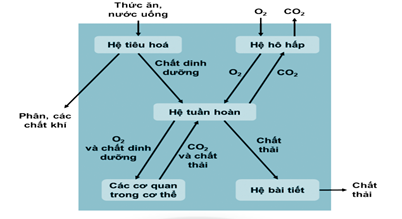 Thức ăn,
nước uống
O₂
CO₂
Hệ tiêu hoá
Hệ hô hấp
Chất dinh
dưỡng
O₂
CO₂
Phân, các
chất khí
Hệ tuần hoàn
O₂
và chất dinh
dưỡng
CO₂
và chất
thải
Chất
thải
Các cơ quan
trong cơ thể
Hệ bài tiết
Chất
thải